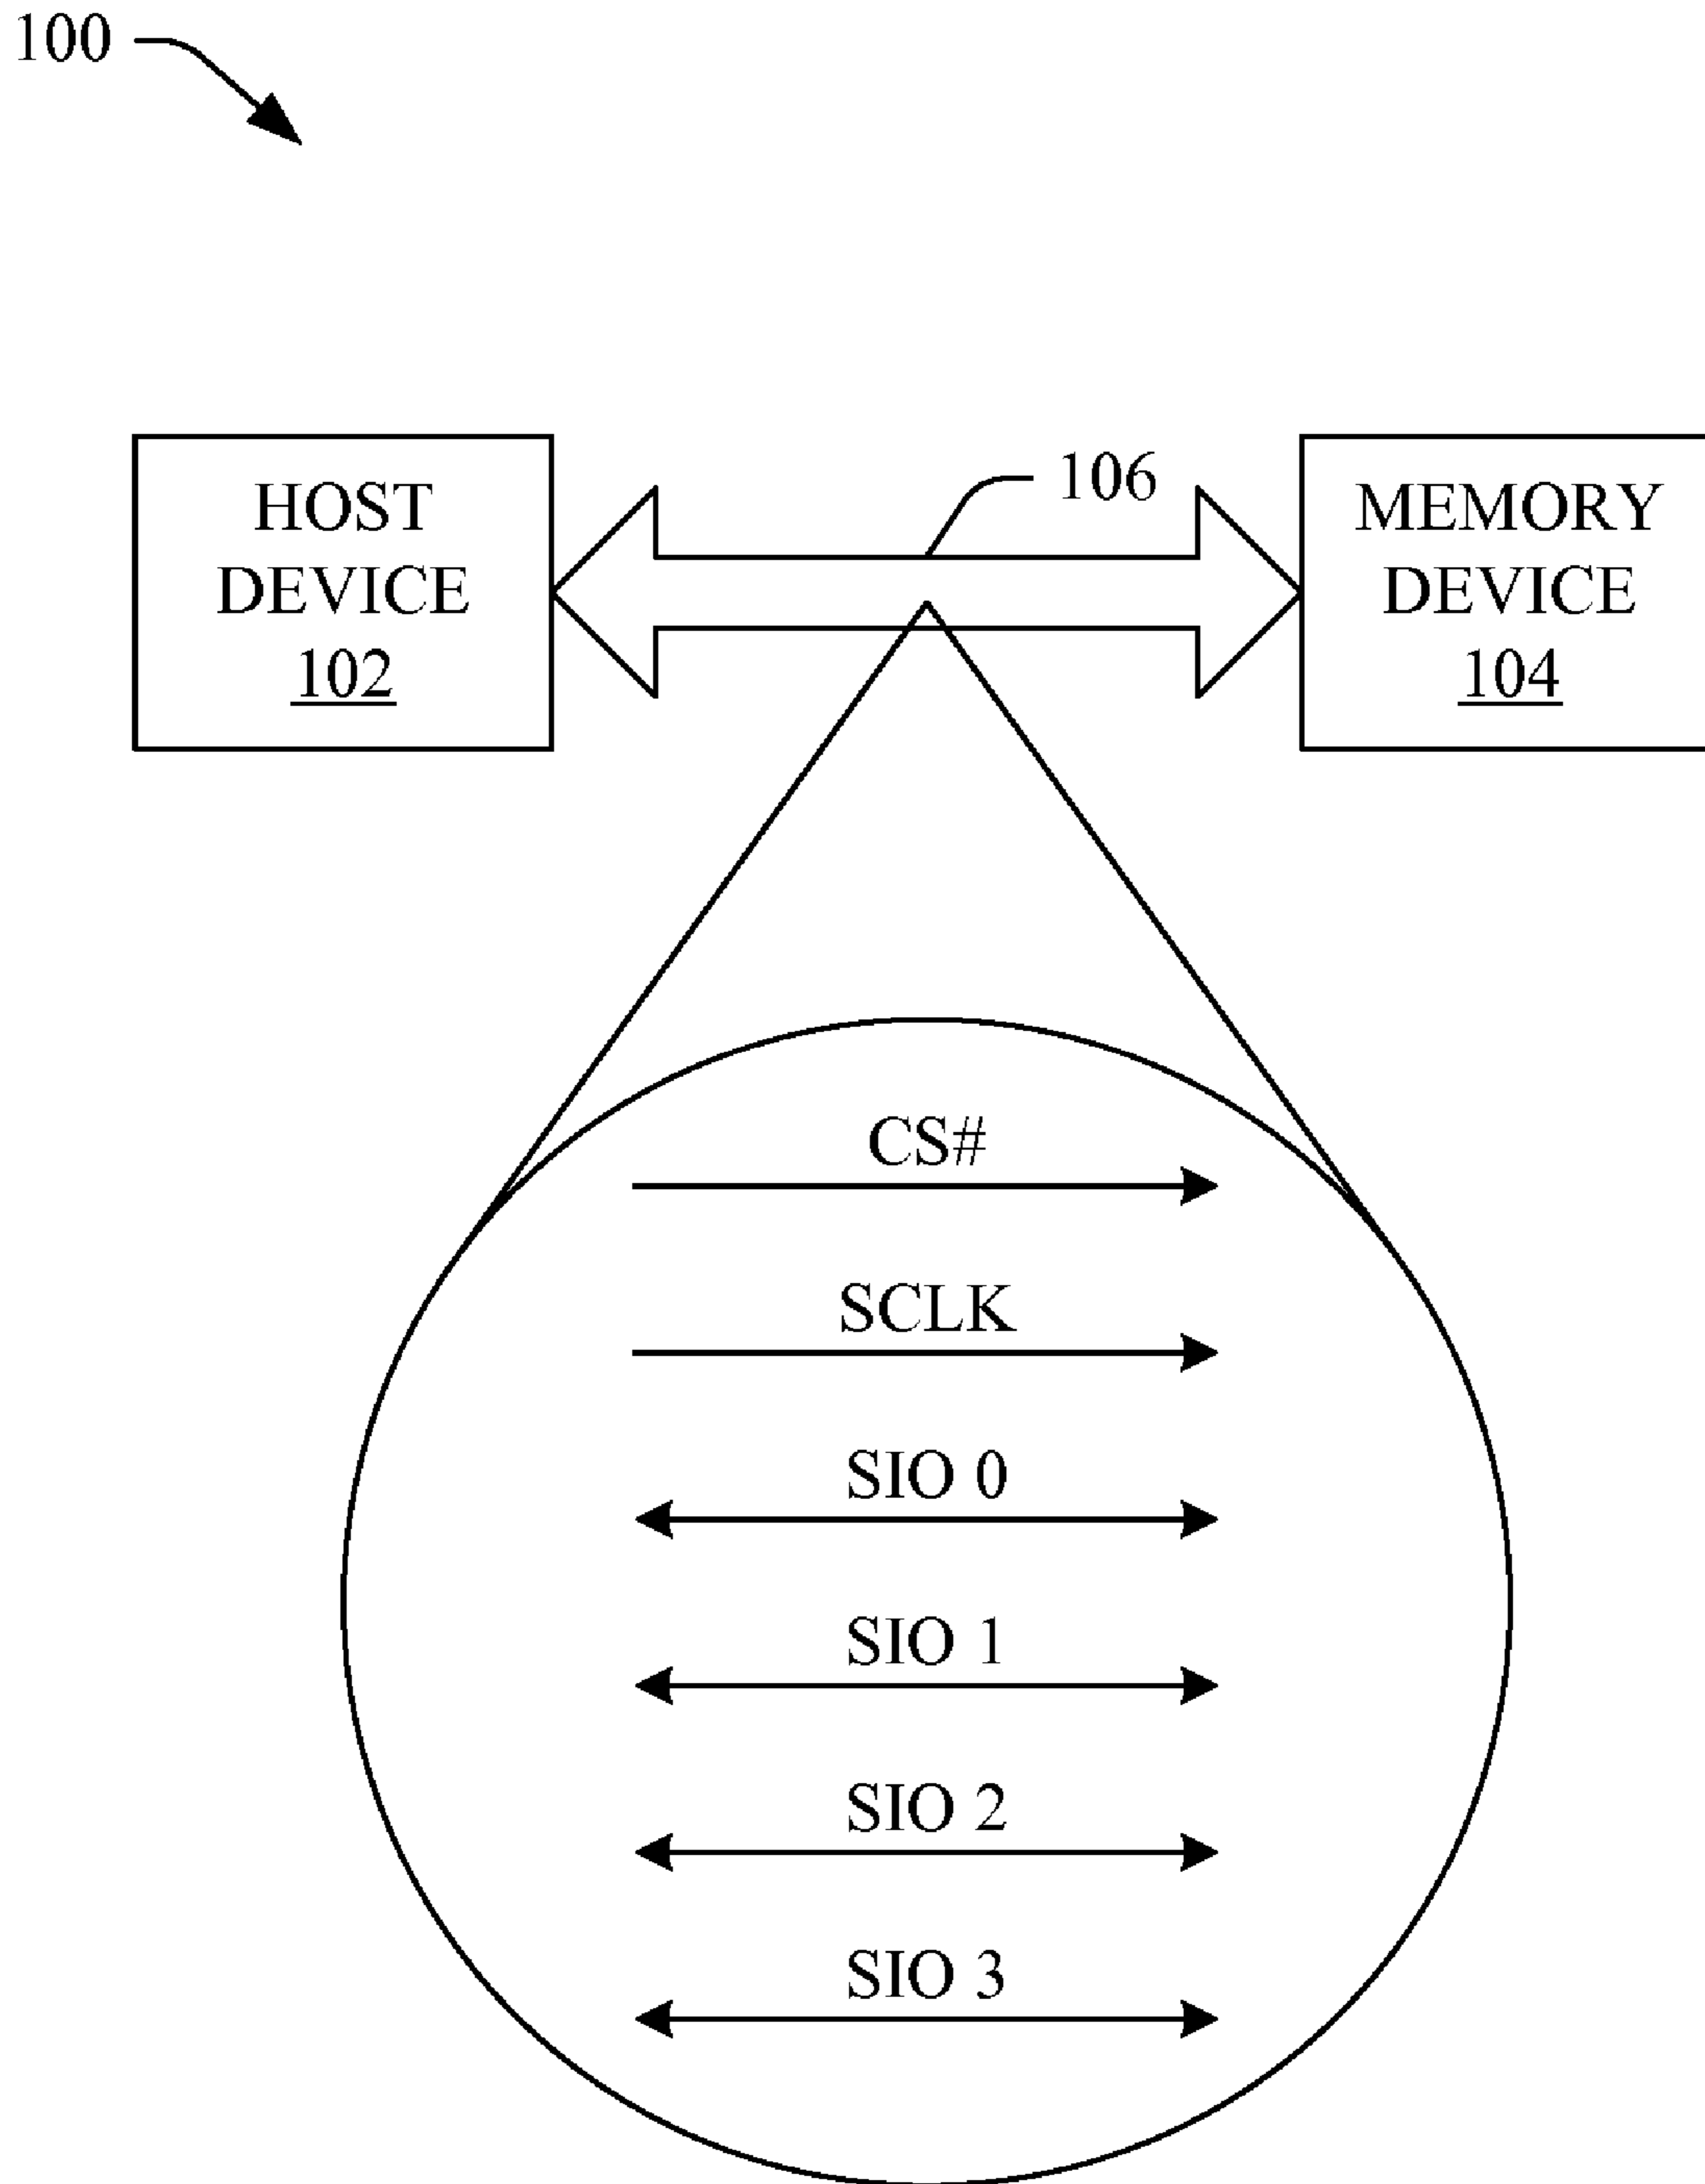 100
HOST
DEVICE
102
106
MEMORY
DEVICE
104
CS#
SCLK
SIO 0
SIO 1
SIO 2
SIO 3